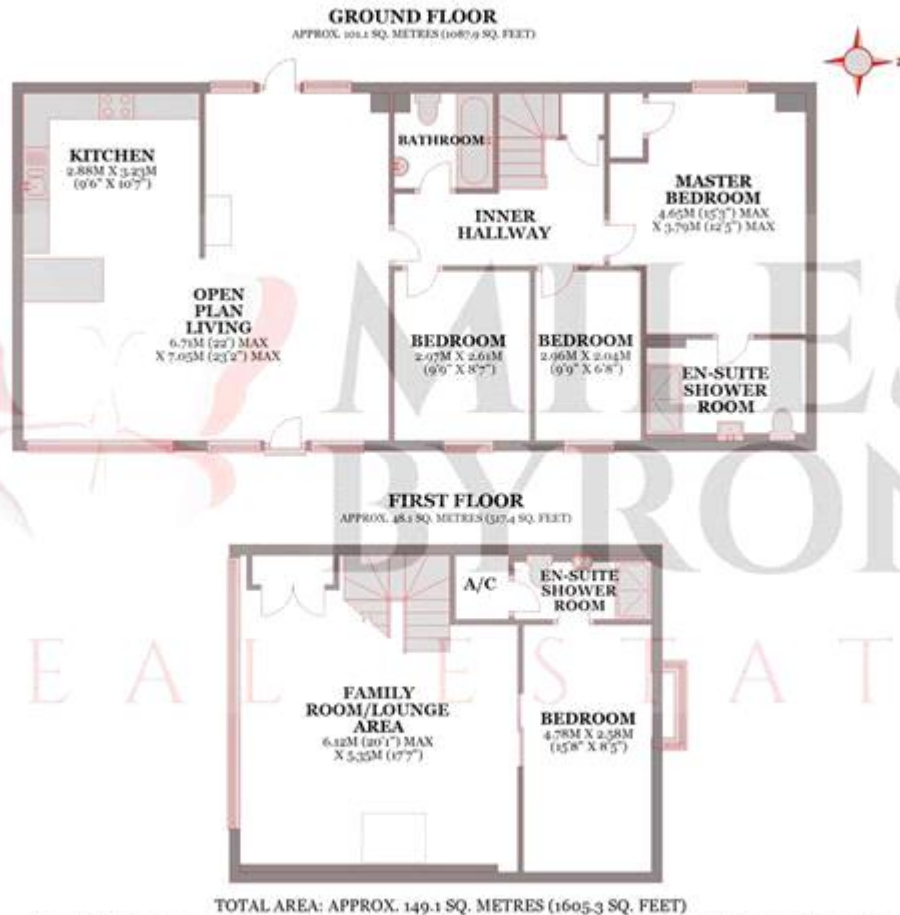 GROUND FLOOR
APPROX. 101.1 SQ. METRES (1087.9 SQ. FEET)
KITCHEN
2.88M X 3.23M
(9'6" X 10'7")
BATHROOM
INNER
HALLWAY
MASTER
BEDROOM
4.65M (15'3") MAX
X 3.79M (12'5") MAX
OPEN
PLAN
LIVING
6.71M (22') MAX
X 7.05M (23'2") MAX
BEDROOM
2.97M X 2.61M
(9'9" X 8'7")
BEDROOM
2.96M X 2.04M
(9'9" X 6'8")
EN-SUITE
SHOWER
ROOM
MILES
BYRON
EAL ESTAT
FIRST FLOOR
APPROX. 48.1 SQ. METRES (517.4 SQ. FEET)
A/C
EN-SUITE
SHOWER
ROOM
FAMILY
ROOM/LOUNGE
AREA
6.12M (20'1") MAX
X 5.35M (17'7")
BEDROOM
4.78M X 2.58M
(15'8" X 8'5")
TOTAL AREA: APPROX. 149.1 SQ. METRES (1605.3 SQ. FEET)